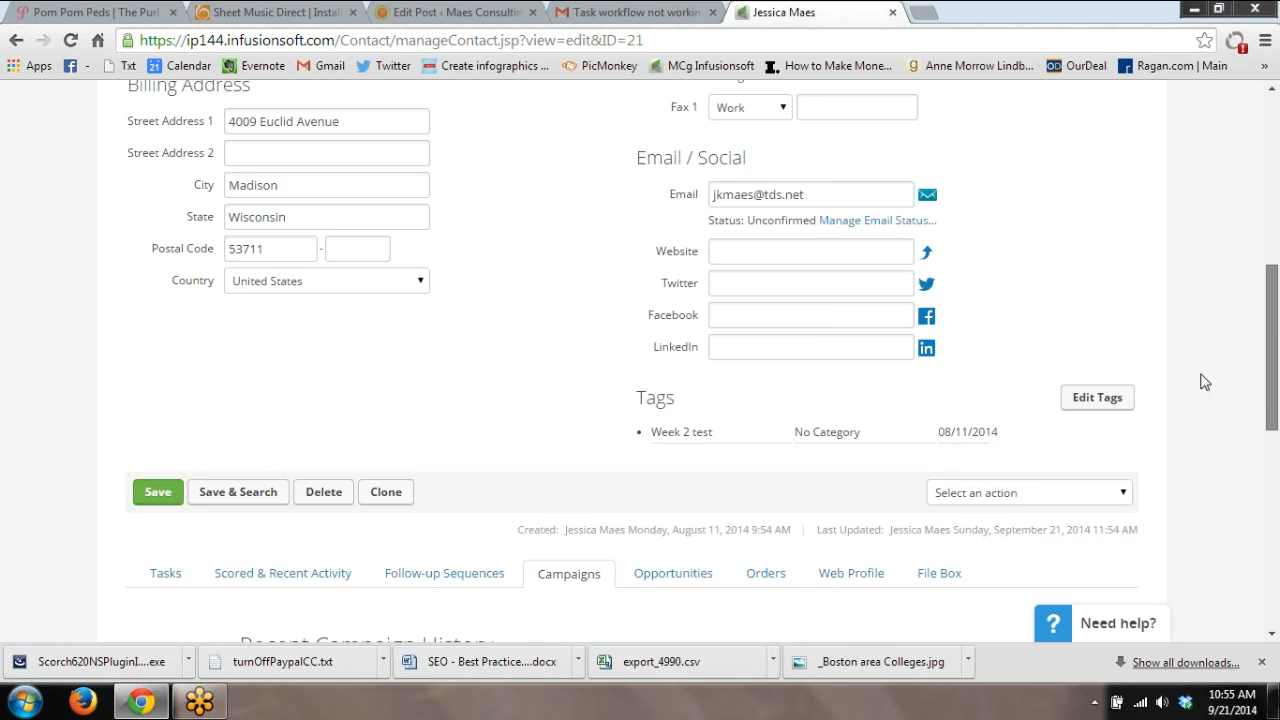 Pom Pom Peds | The Purl
Sheet Music Direct | Install
Edit Post ‹ Maes Consultin
Task workflow not workin
Jessica Maes
https://ip144.infusionsoft.com/Contact/manageContact.jsp?view=edit&ID=21
Apps
Txt
Calendar
Evernote
Gmail
Twitter
Create infographics...
PicMonkey
MCg Infusionsoft
How to Make Mone...
Anne Morrow Lindb...
OurDeal
Ragan.com | Main
»
Billing Address
Street Address 1 4009 Euclid Avenue
Street Address 2
City Madison
State Wisconsin
Postal Code 53711 -
Country United States
Fax 1 Work
Email / Social
Email jkmaes@tds.net
Status: Unconfirmed Manage Email Status...
Website
Twitter
Facebook
LinkedIn
Tags Edit Tags
• Week 2 test No Category 08/11/2014
Save Save & Search Delete Clone Select an action
Created: Jessica Maes Monday, August 11, 2014 9:54 AM | Last Updated: Jessica Maes Sunday, September 21, 2014 11:54 AM
Tasks Scored & Recent Activity Follow-up Sequences Campaigns Opportunities Orders Web Profile File Box
Recent Campaign History
? Need help?
Scorch620NSPluginI....exe
turnOffPaypalCC.txt
SEO - Best Practice....docx
export_4990.csv
_Boston area Colleges.jpg
Show all downloads...
10:55 AM
9/21/2014